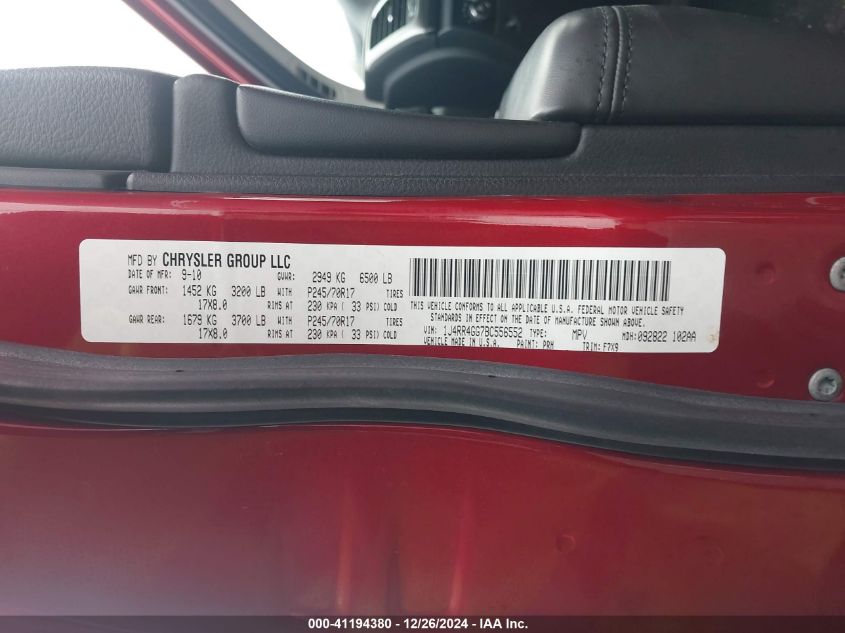 MFD BY CHRYSLER GROUP LLC
DATE OF MFR: 9-10 GVWR: 2949 KG 6500 LB
GAWR FRONT: 1452 KG 3200 LB WITH P245/70R17 TIRES
17X8.0 RIMS AT 230 KPA ( 33 PSI) COLD
GAWR REAR: 1679 KG 3700 LB WITH P245/70R17 TIRES
17X8.0 RIMS AT 230 KPA ( 33 PSI) COLD
THIS VEHICLE CONFORMS TO ALL APPLICABLE U.S.A. FEDERAL MOTOR VEHICLE SAFETY
STANDARDS IN EFFECT ON THE DATE OF MANUFACTURE SHOWN ABOVE.
VIN: 1J4RR4GG7BC556552 TYPE: MPV MDH:092822 102AA
VEHICLE MADE IN U.S.A. PAINT: PRH TRIM: F7X9
000-41194380 - 12/26/2024 - IAA Inc.